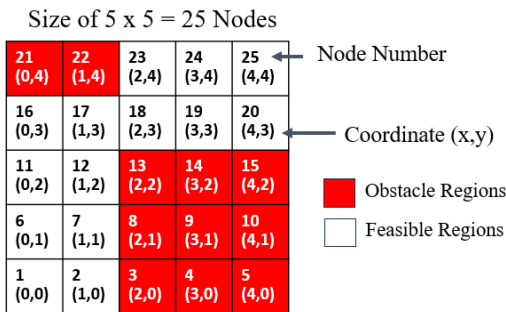 Size of 5 x 5 = 25 Nodes
21 22 23 24 25
(0,4) (1,4) (2,4) (3,4) (4,4)
Node Number
16 17 18 19 20
(0,3) (1,3) (2,3) (3,3) (4,3)
Coordinate (x,y)
11 12 13 14 15
(0,2) (1,2) (2,2) (3,2) (4,2)
Obstacle Regions
6 7 8 9 10
(0,1) (1,1) (2,1) (3,1) (4,1)
Feasible Regions
1 2 3 4 5
(0,0) (1,0) (2,0) (3,0) (4,0)